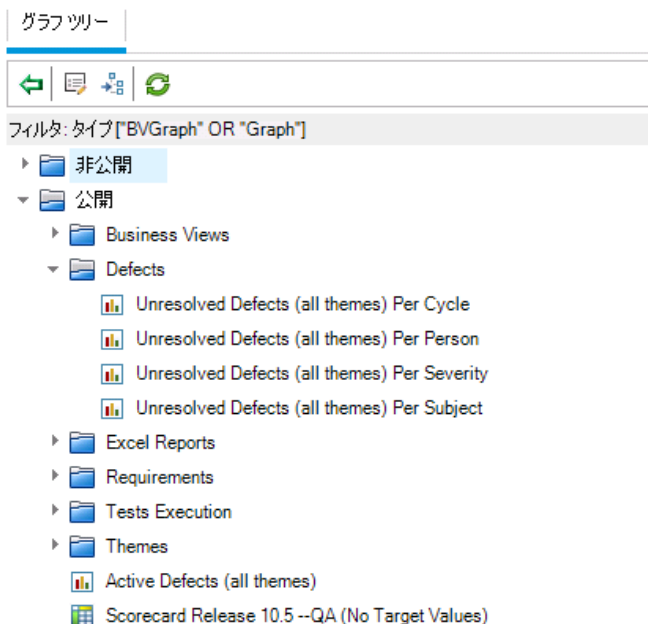 グラフ ツリー
フィルタ: タイプ["BVGraph" OR "Graph"]
非公開
公開
Business Views
Defects
Unresolved Defects (all themes) Per Cycle
Unresolved Defects (all themes) Per Person
Unresolved Defects (all themes) Per Severity
Unresolved Defects (all themes) Per Subject
Excel Reports
Requirements
Tests Execution
Themes
Active Defects (all themes)
Scorecard Release 10.5 --QA (No Target Values)